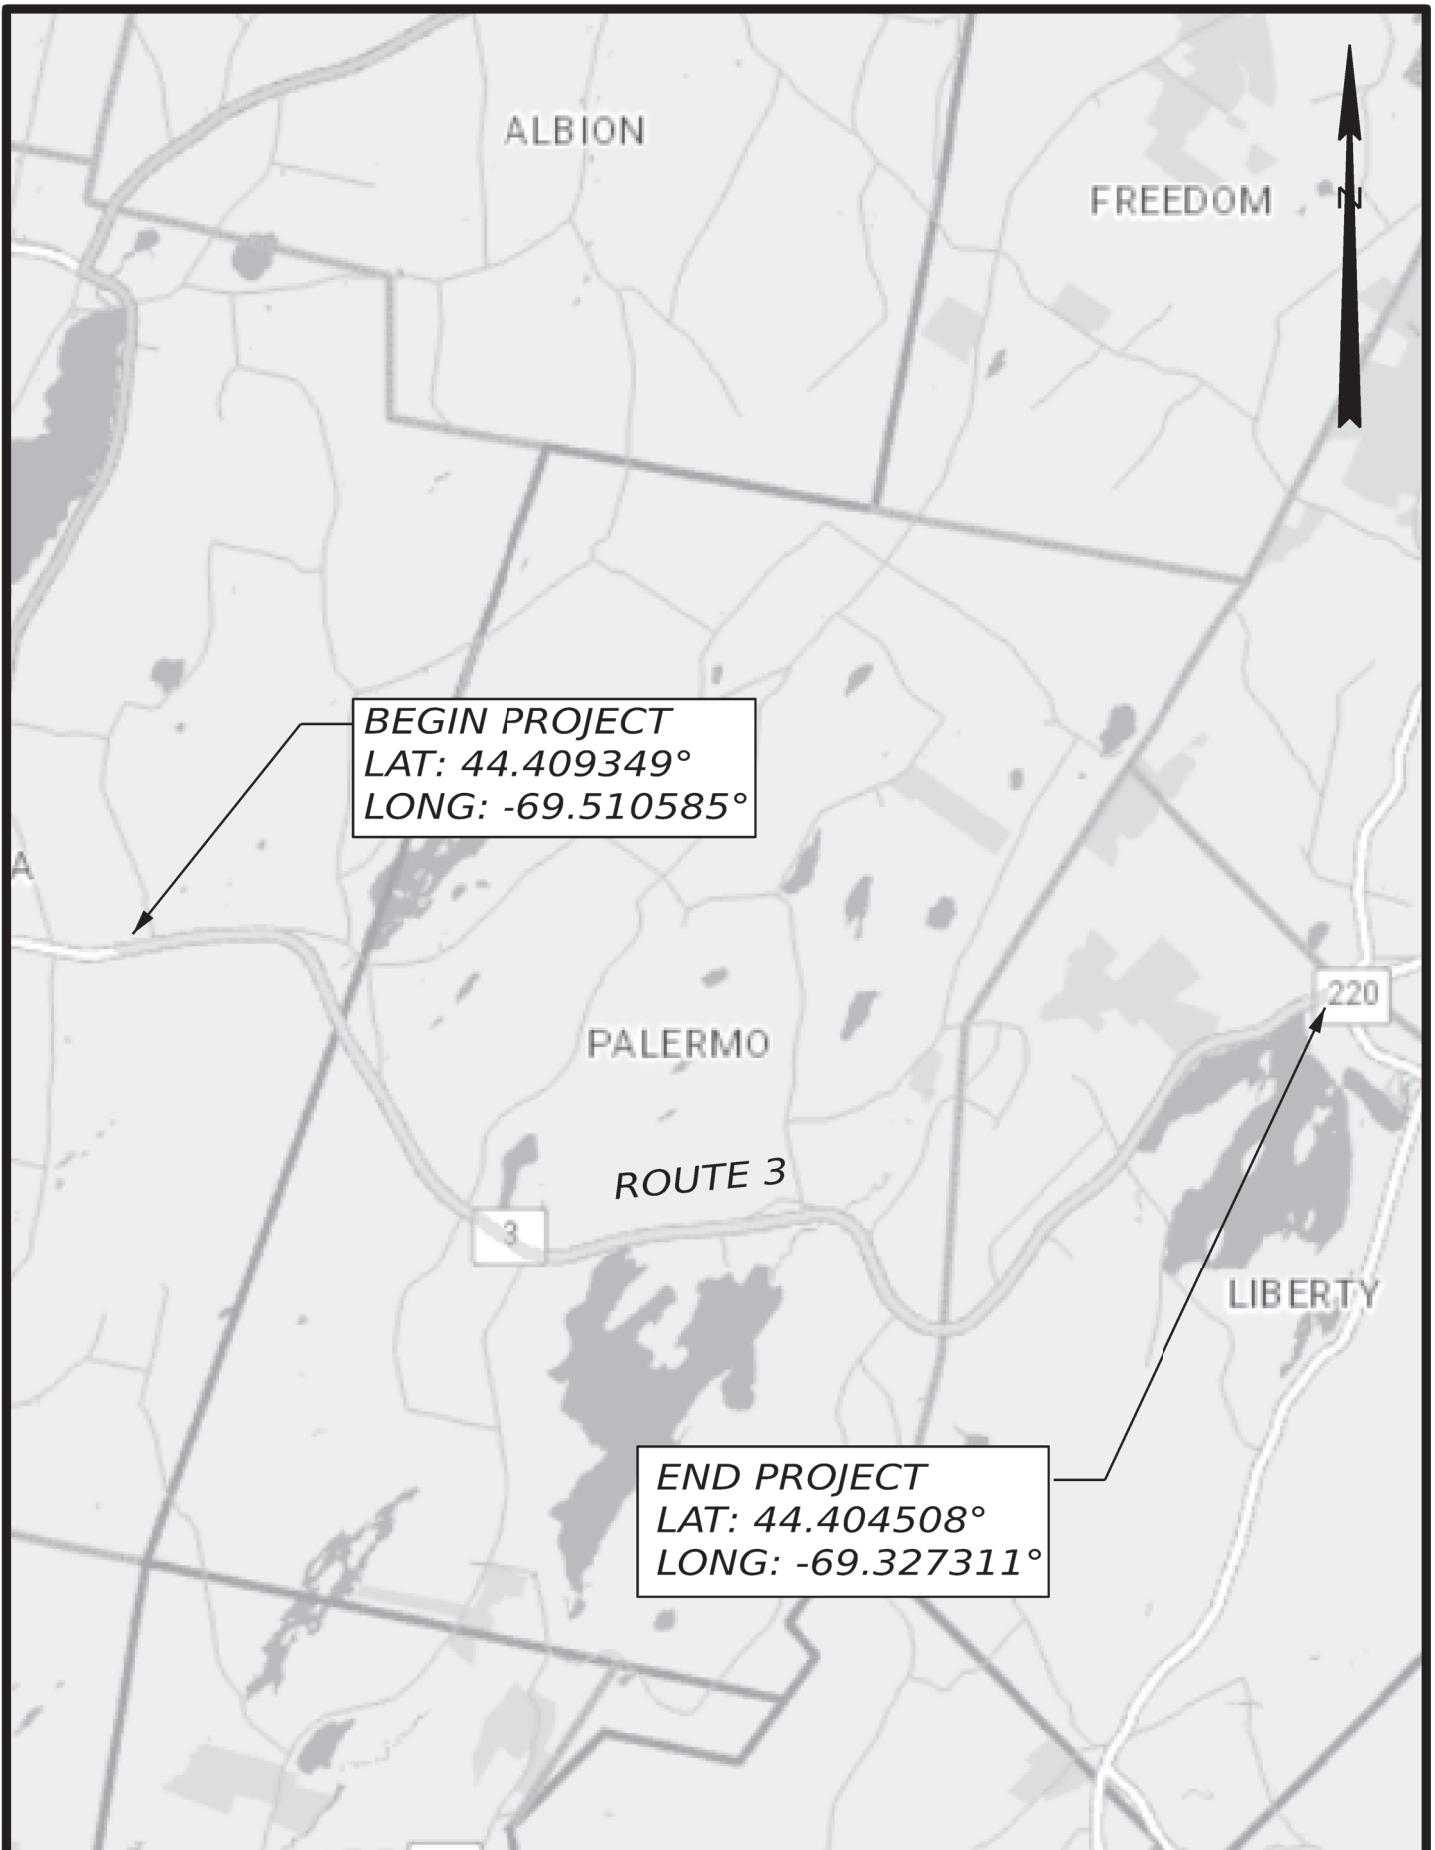 ALBION
FREEDOM
N
BEGIN PROJECT
LAT: 44.409349°
LONG: -69.510585°
A
220
PALERMO
ROUTE 3
3
LIBERTY
END PROJECT
LAT: 44.404508°
LONG: -69.327311°